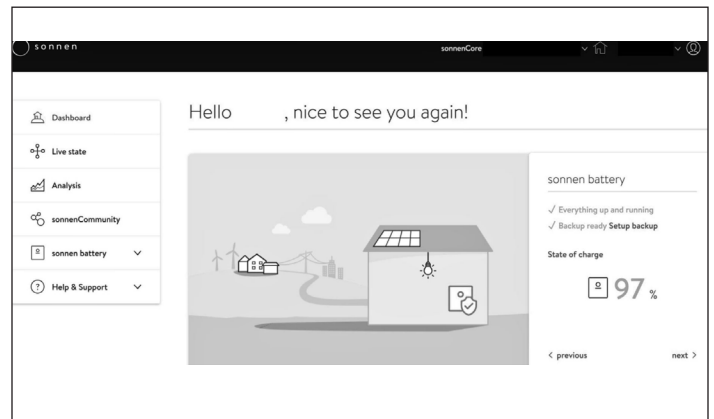 sonnen
sonnenCore
Dashboard
Live state
Analysis
sonnenCommunity
sonnen battery
Help & Support
Hello , nice to see you again!
sonnen battery
Everything up and running
Backup ready Setup backup
State of charge
97 %
< previous next >